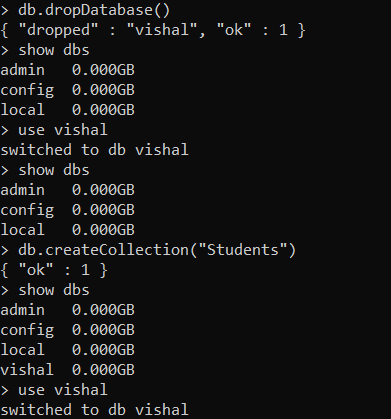 > db.dropDatabase()
{ "dropped" : "vishal", "ok" : 1 }
> show dbs
admin   0.000GB
config  0.000GB
local   0.000GB
> use vishal
switched to db vishal
> show dbs
admin   0.000GB
config  0.000GB
local   0.000GB
> db.createCollection("Students")
{ "ok" : 1 }
> show dbs
admin   0.000GB
config  0.000GB
local   0.000GB
vishal  0.000GB
> use vishal
switched to db vishal